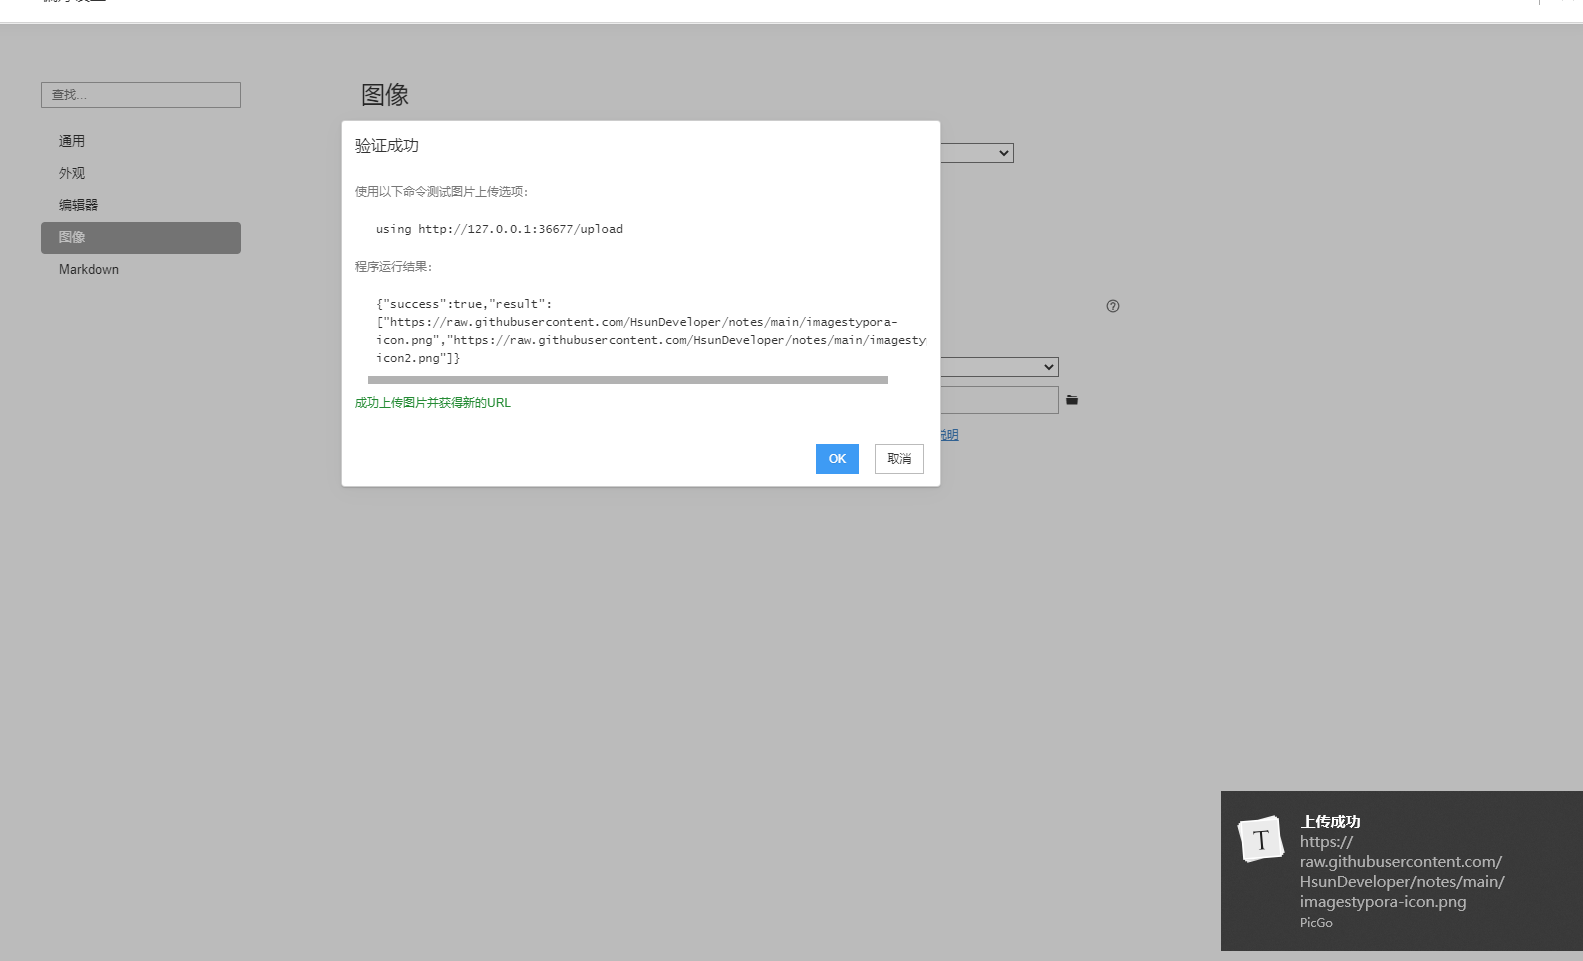 查找...
通用
外观
编辑器
图像
Markdown
图像
验证成功
使用以下命令测试图片上传选项:
using http://127.0.0.1:36677/upload
程序运行结果:
{"success":true,"result":
["https://raw.githubusercontent.com/HsunDeveloper/notes/main/imagestypora-
icon.png","https://raw.githubusercontent.com/HsunDeveloper/notes/main/imagesty
icon2.png"]}
成功上传图片并获得新的URL
OK
取消
说明
上传成功
https://
raw.githubusercontent.com/
HsunDeveloper/notes/main/
imagestypora-icon.png
PicGo